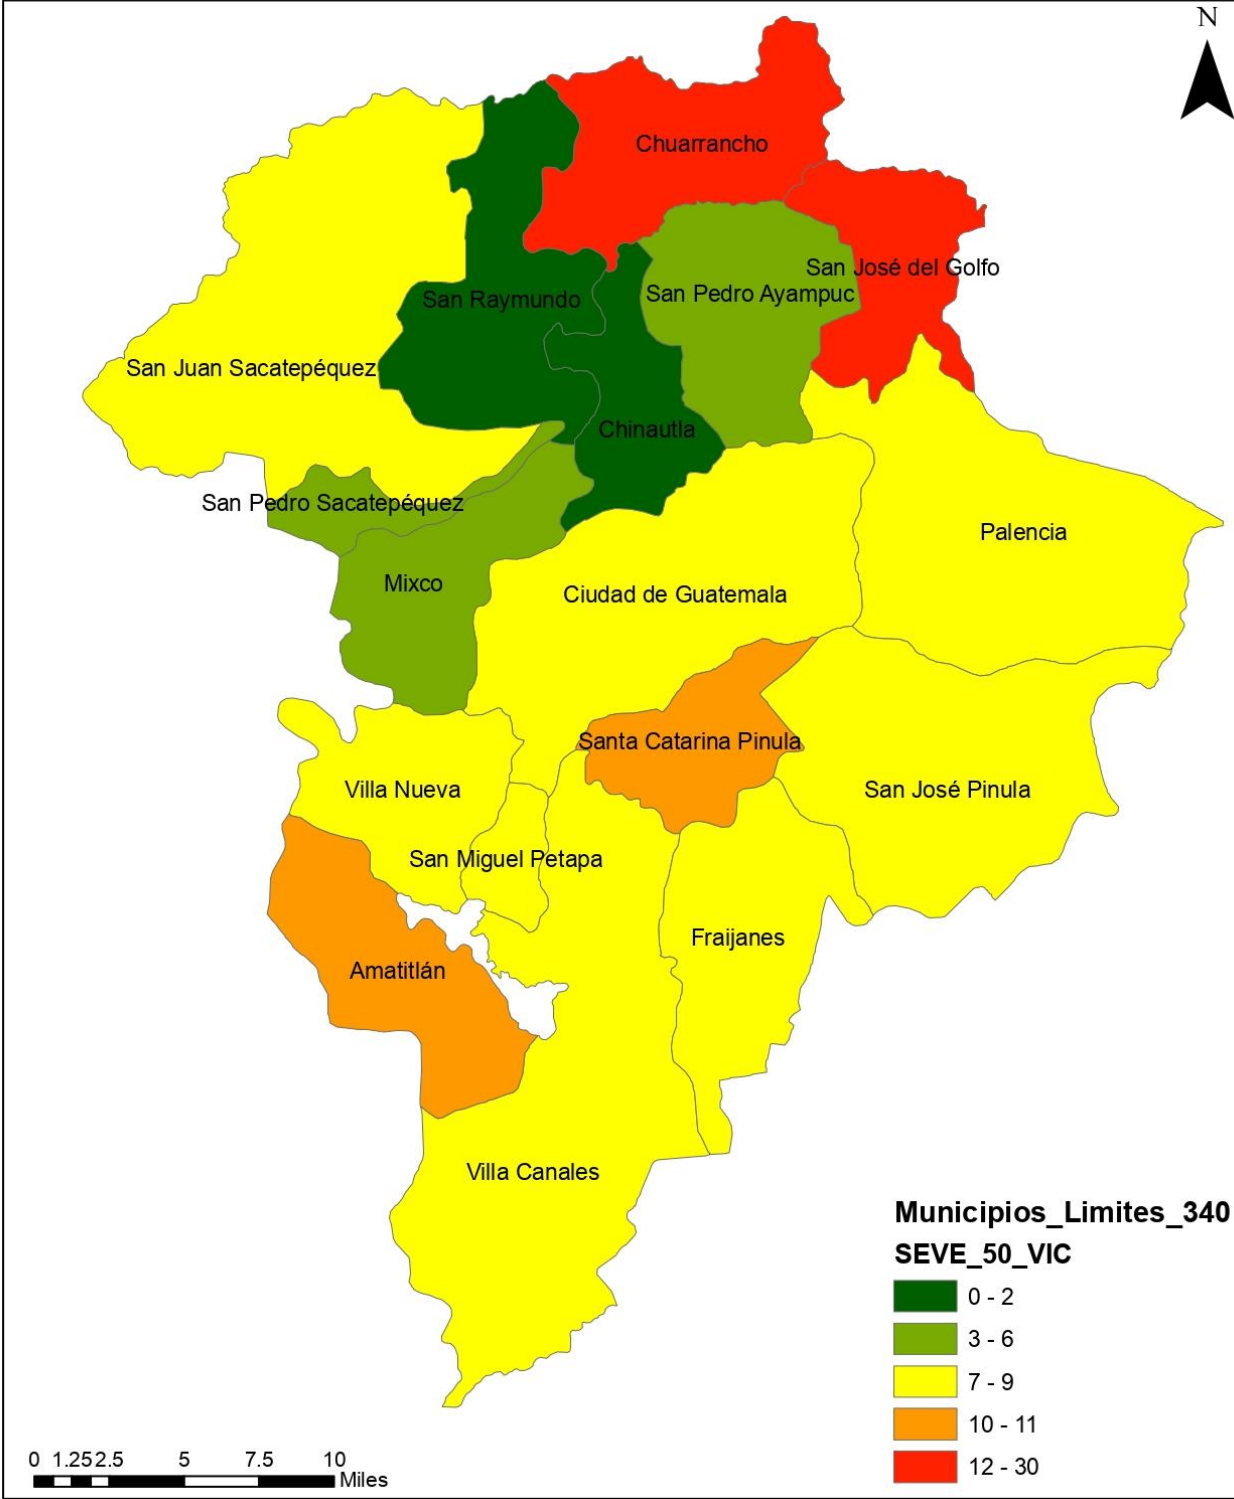 N
Chuarrancho
San José del Golfo
San Pedro Ayampuc
San Raymundo
San Juan Sacatepéquez
Chinautla
San Pedro Sacatepéquez
Palencia
Mixco
Ciudad de Guatemala
Santa Catarina Pinula
Villa Nueva
San José Pinula
San Miguel Petapa
Fraijanes
Amatitlán
Villa Canales
Municipios_Limites_340
SEVE_50_VIC
0 - 2
3 - 6
7 - 9
10 - 11
12 - 30
0 1.25 2.5 5 7.5 10
Miles